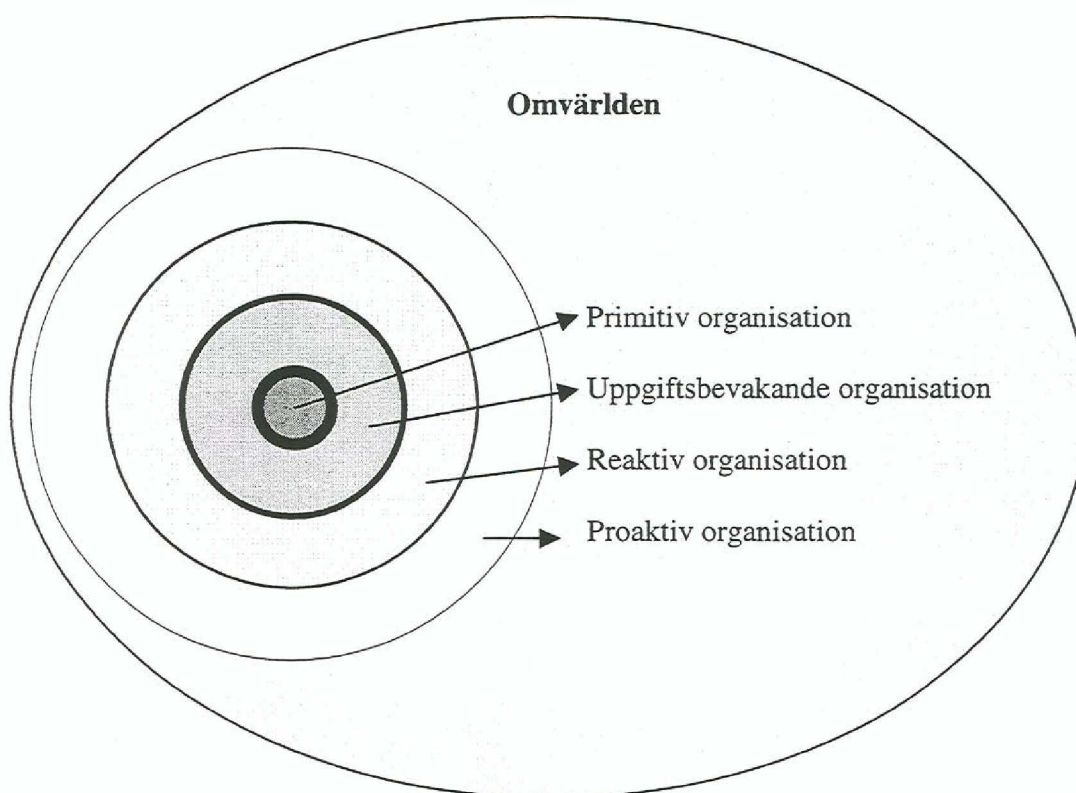 Omvärlden
Primitiv organisation
Uppgiftsbevakande organisation
Reaktiv organisation
Proaktiv organisation